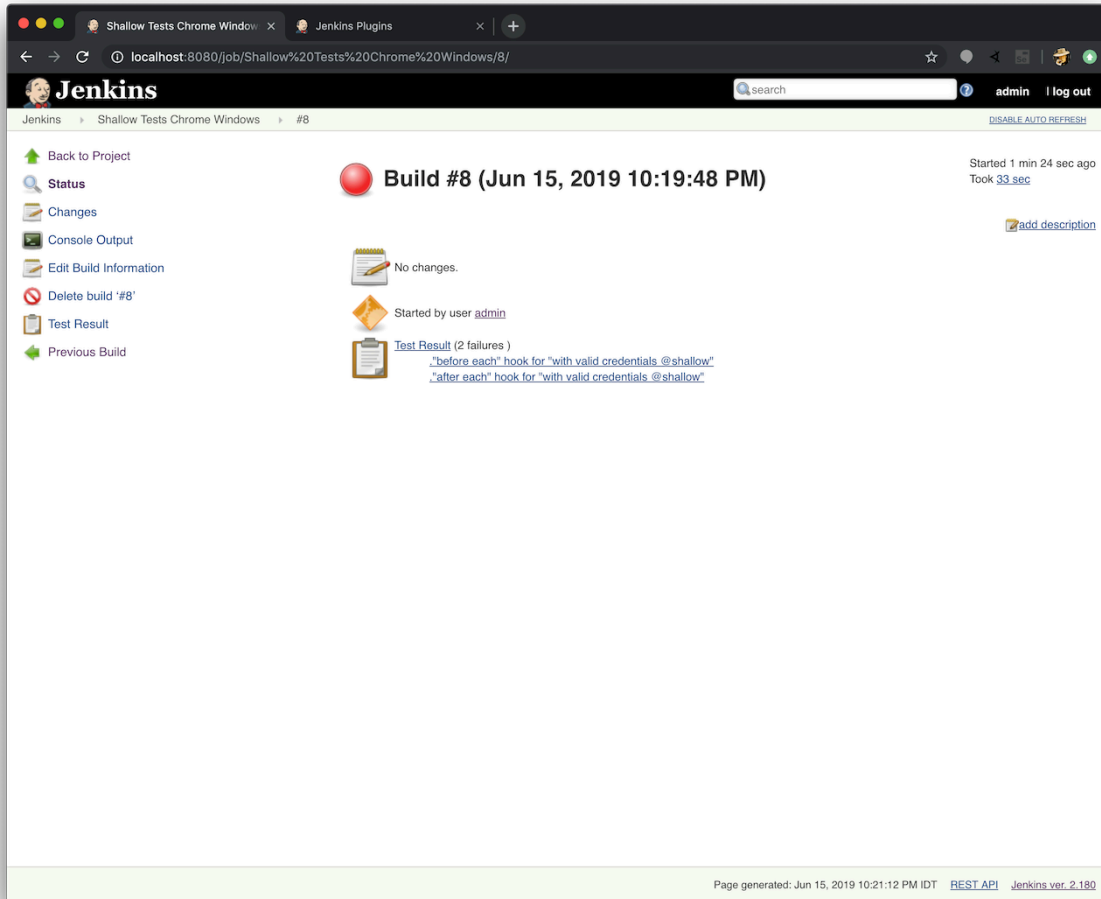 Shallow Tests Chrome Window
Jenkins Plugins
localhost:8080/job/Shallow%20Tests%20Chrome%20Windows/8/
Jenkins
search
admin
| log out
Jenkins
Shallow Tests Chrome Windows
#8
DISABLE AUTO REFRESH
Back to Project
Status
Changes
Console Output
Edit Build Information
Delete build ‘#8’
Test Result
Previous Build
Build #8 (Jun 15, 2019 10:19:48 PM)
Started 1 min 24 sec ago
Took 33 sec
add description
No changes.
Started by user admin
Test Result (2 failures )
."before each" hook for "with valid credentials @shallow"
."after each" hook for "with valid credentials @shallow"
Page generated: Jun 15, 2019 10:21:12 PM IDT
REST API
Jenkins ver. 2.180